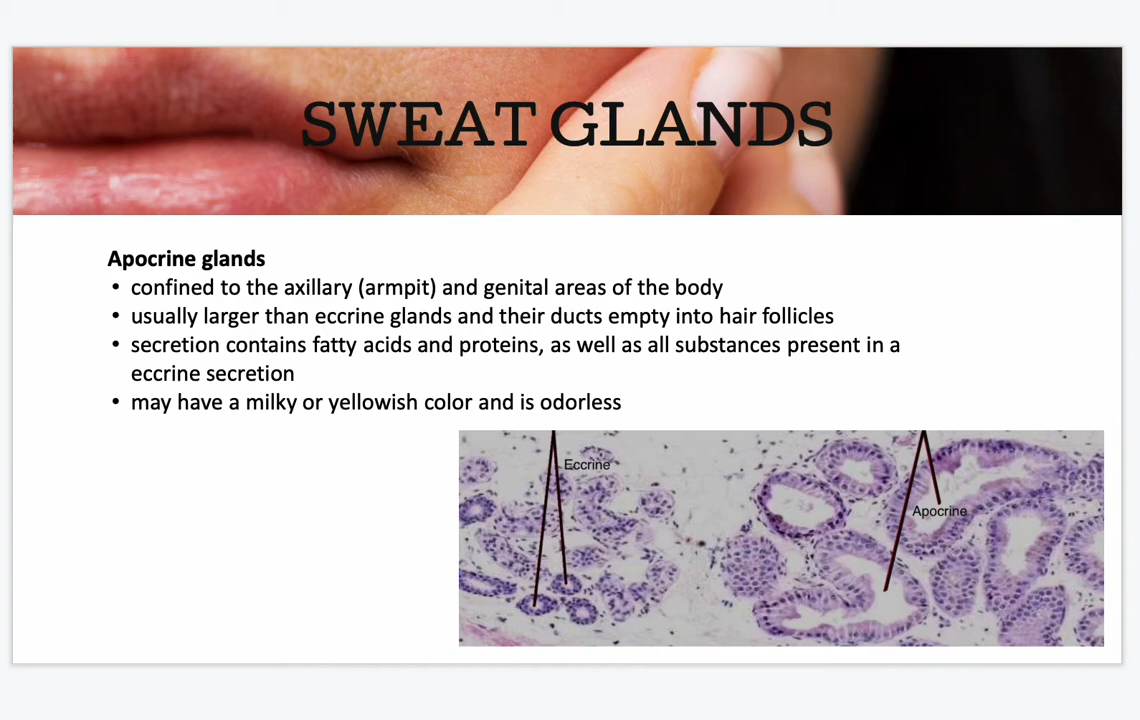 SWEAT GLANDS
Apocrine glands
• confined to the axillary (armpit) and genital areas of the body
• usually larger than eccrine glands and their ducts empty into hair follicles
• secretion contains fatty acids and proteins, as well as all substances present in a
eccrine secretion
• may have a milky or yellowish color and is odorless
Eccrine
Apocrine